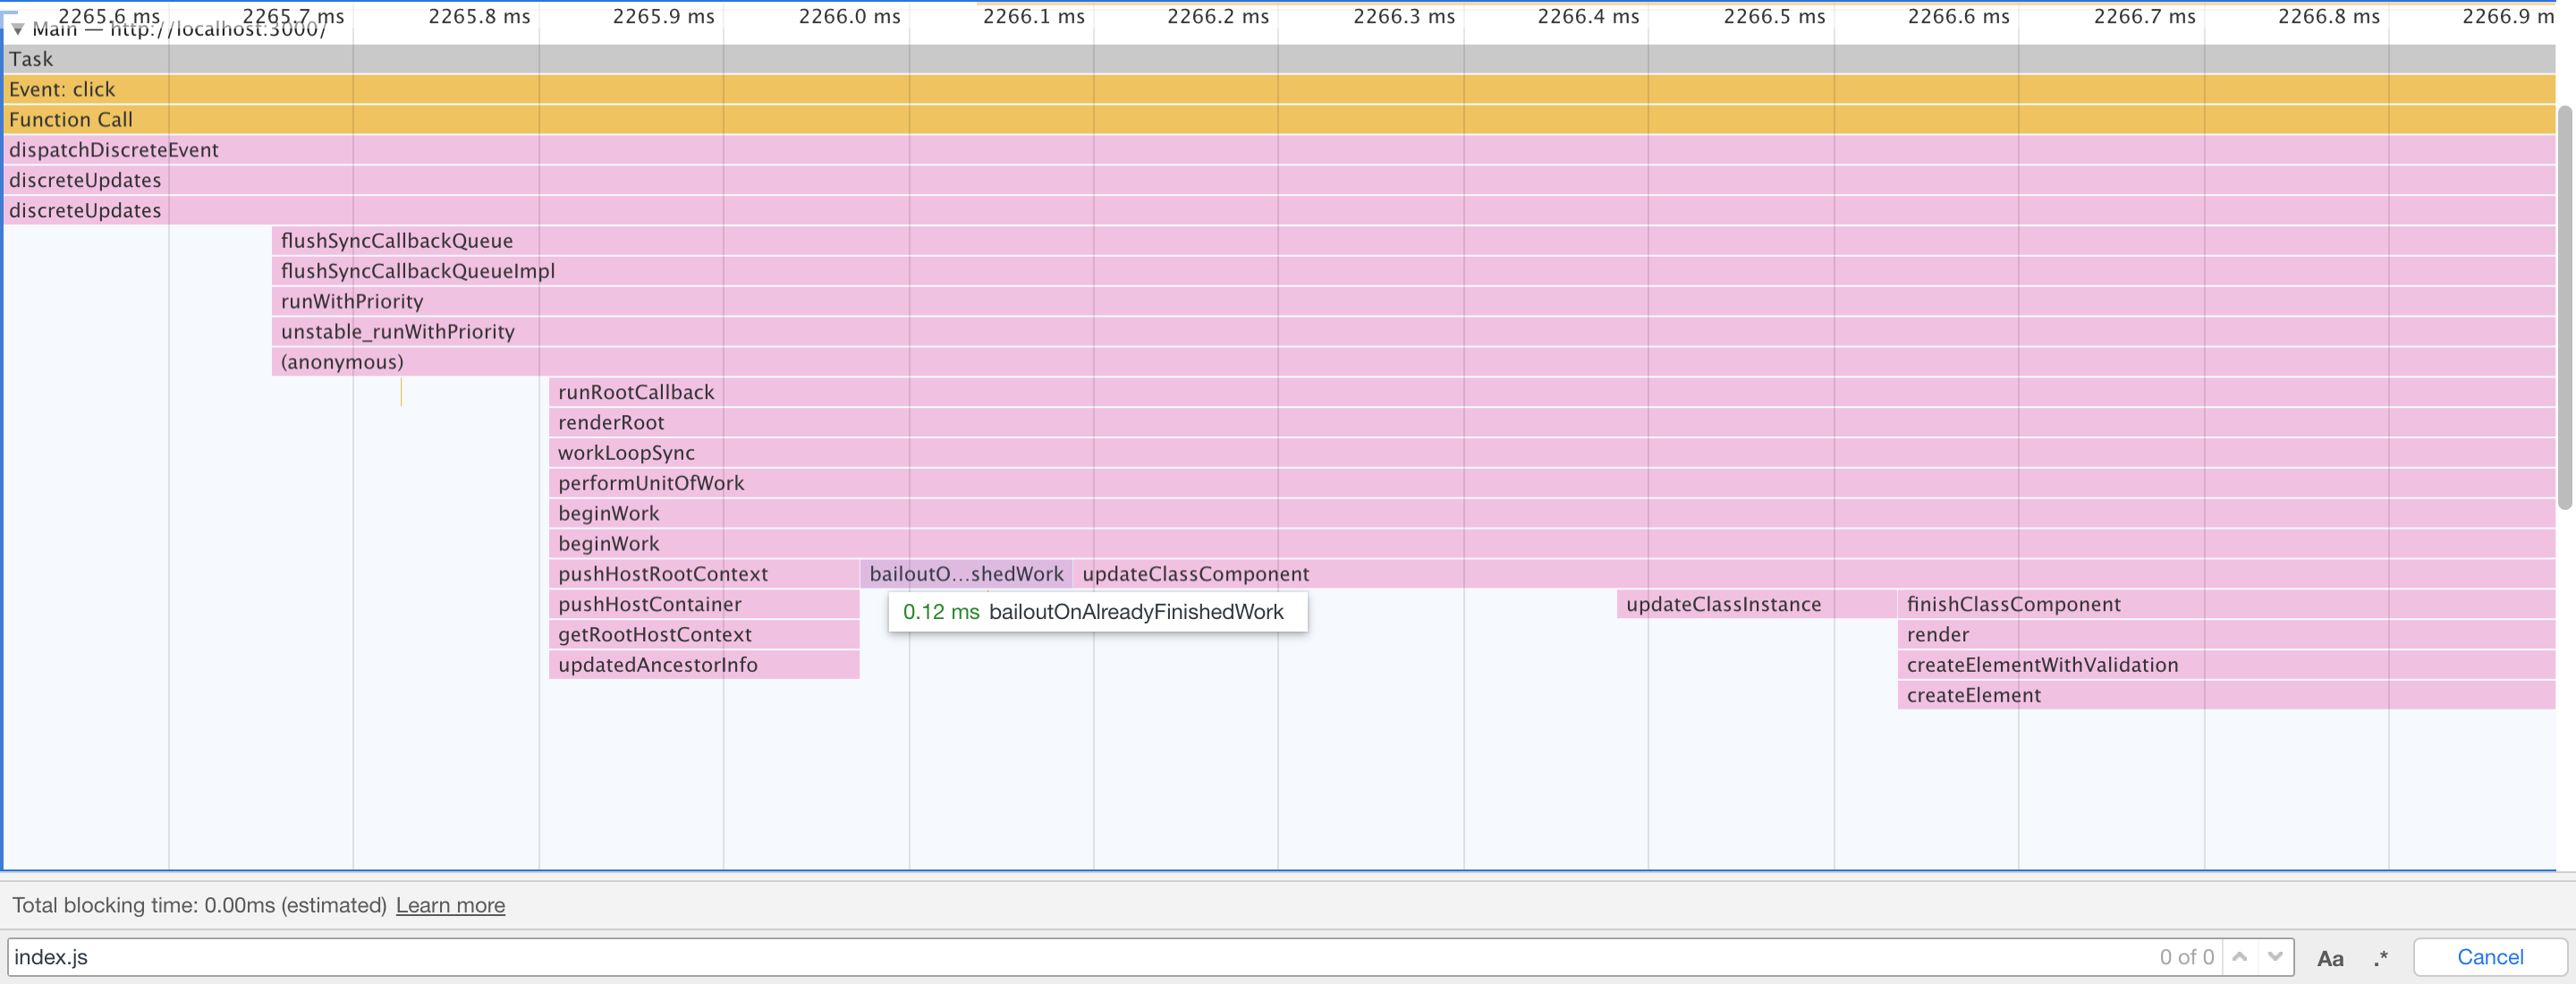 2265.6 ms 2265.7 ms 2265.8 ms 2265.9 ms 2266.0 ms 2266.1 ms 2266.2 ms 2266.3 ms 2266.4 ms 2266.5 ms 2266.6 ms 2266.7 ms 2266.8 ms 2266.9 m
▼ Main — http://localhost:3000/
Task
Event: click
Function Call
dispatchDiscreteEvent
discreteUpdates
discreteUpdates
flushSyncCallbackQueue
flushSyncCallbackQueueImpl
runWithPriority
unstable_runWithPriority
(anonymous)
runRootCallback
renderRoot
workLoopSync
performUnitOfWork
beginWork
beginWork
pushHostRootContext bailoutO...shedWork updateClassComponent
pushHostContainer updateClassInstance finishClassComponent
0.12 ms bailoutOnAlreadyFinishedWork
getRootHostContext render
updatedAncestorInfo createElementWithValidation
createElement
Total blocking time: 0.00ms (estimated) Learn more
index.js 0 of 0 Aa .* Cancel